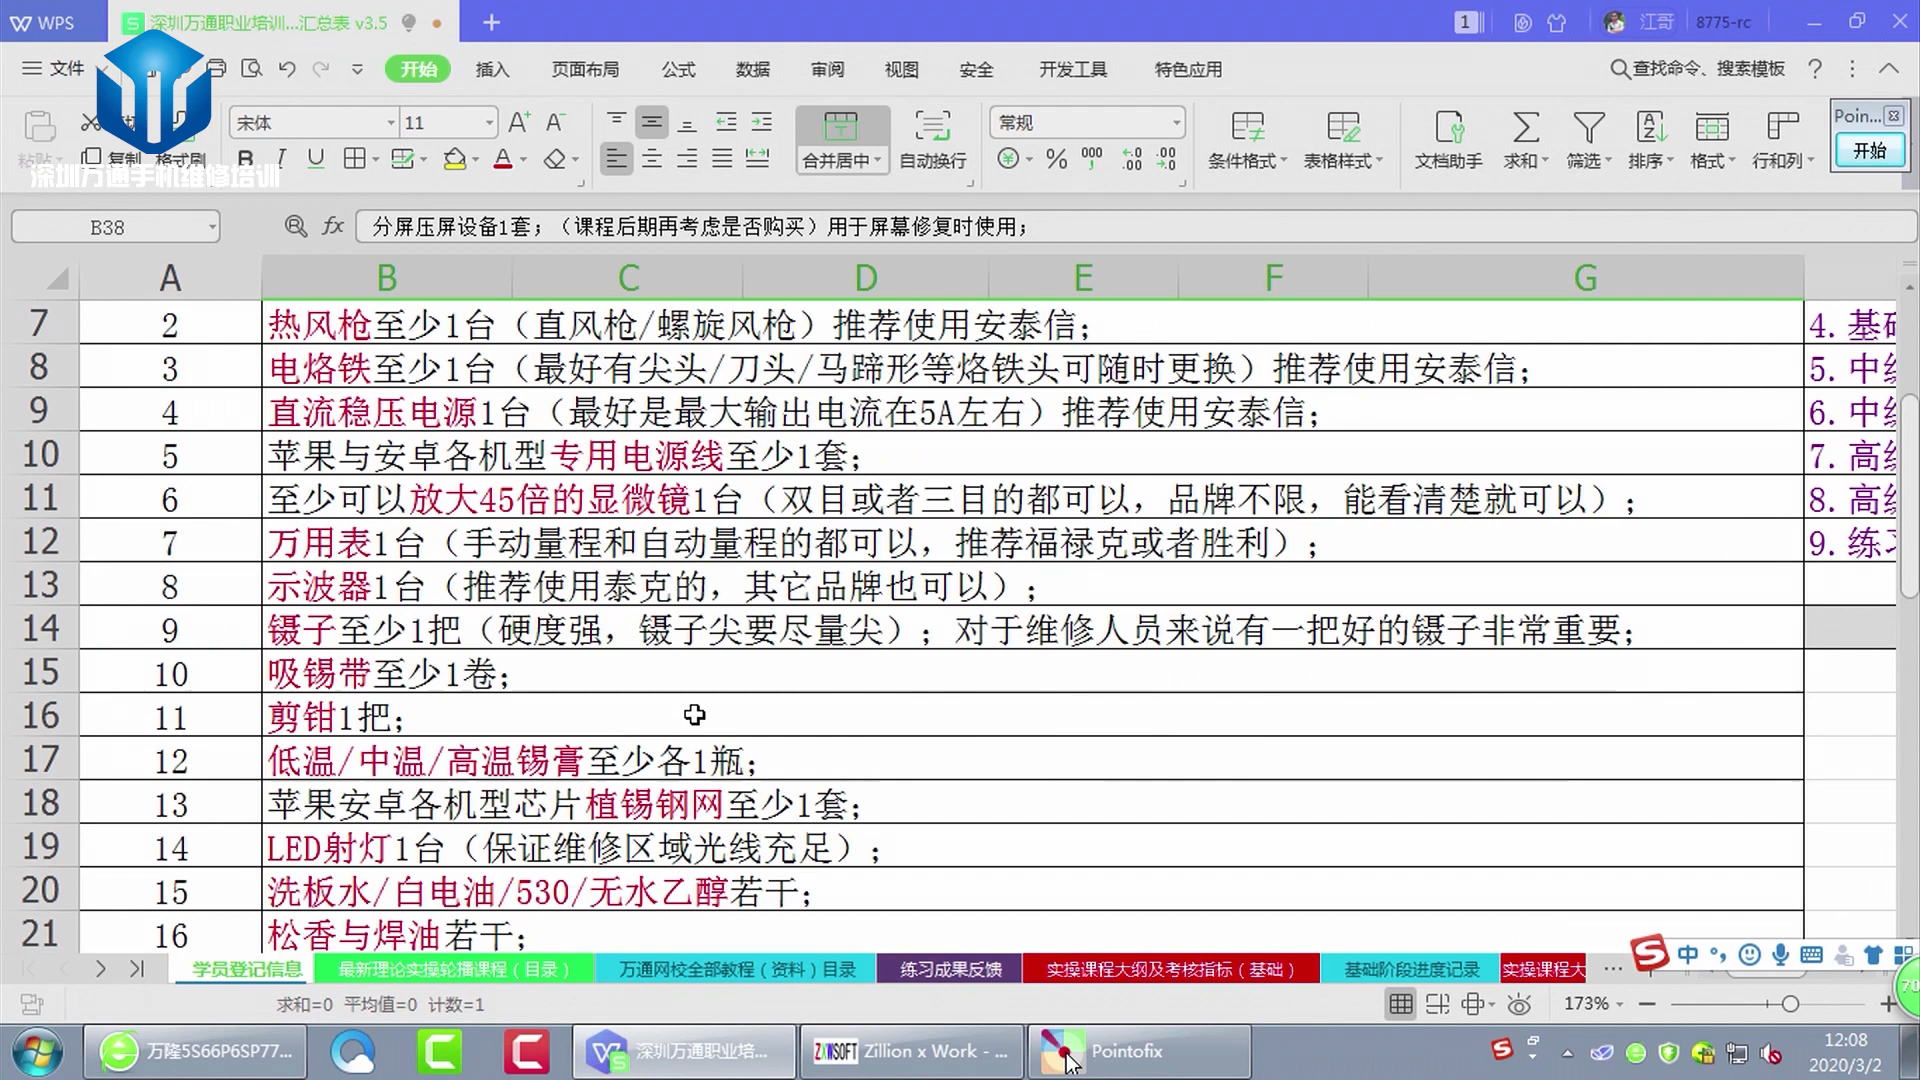 WPS
深圳万通职业培训...汇总表 v3.5
1
江哥
8775-rc
文件
开始
插入
页面布局
公式
数据
审阅
视图
安全
开发工具
特色应用
查找命令、搜索模板
粘贴
复制
格式刷
宋体
11
合并居中
自动换行
常规
条件格式
表格样式
文档助手
求和
筛选
排序
格式
行和列
Poin...
开始
深圳万通手机维修培训
B38
fx
分屏压屏设备1套；（课程后期再考虑是否购买）用于屏幕修复时使用；
A B C D E F G
7 2 热风枪至少1台（直风枪/螺旋风枪）推荐使用安泰信； 4. 基础
8 3 电烙铁至少1台（最好有尖头/刀头/马蹄形等烙铁头可随时更换）推荐使用安泰信； 5. 中级
9 4 直流稳压电源1台（最好是最大输出电流在5A左右）推荐使用安泰信； 6. 中级
10 5 苹果与安卓各机型专用电源线至少1套； 7. 高级
11 6 至少可以放大45倍的显微镜1台（双目或者三目的都可以，品牌不限，能看清楚就可以）； 8. 高级
12 7 万用表1台（手动量程和自动量程的都可以，推荐福禄克或者胜利）； 9. 练习
13 8 示波器1台（推荐使用泰克的，其它品牌也可以）；
14 9 镊子至少1把（硬度强，镊子尖要尽量尖）；对于维修人员来说有一把好的镊子非常重要；
15 10 吸锡带至少1卷；
16 11 剪钳1把；
17 12 低温/中温/高温锡膏至少各1瓶；
18 13 苹果安卓各机型芯片植锡钢网至少1套；
19 14 LED射灯1台（保证维修区域光线充足）；
20 15 洗板水/白电油/530/无水乙醇若干；
21 16 松香与焊油若干；
学员登记信息
最新理论实操轮播课程（目录）
万通网校全部教程（资料）目录
练习成果反馈
实操课程大纲及考核指标（基础）
基础阶段进度记录
实操课程大
中
求和=0 平均值=0 计数=1
173%
70
万隆5S66P6SP77...
深圳万通职业培...
ZXWSOFT
Zillion x Work - ...
Pointofix
12:08
2020/3/2